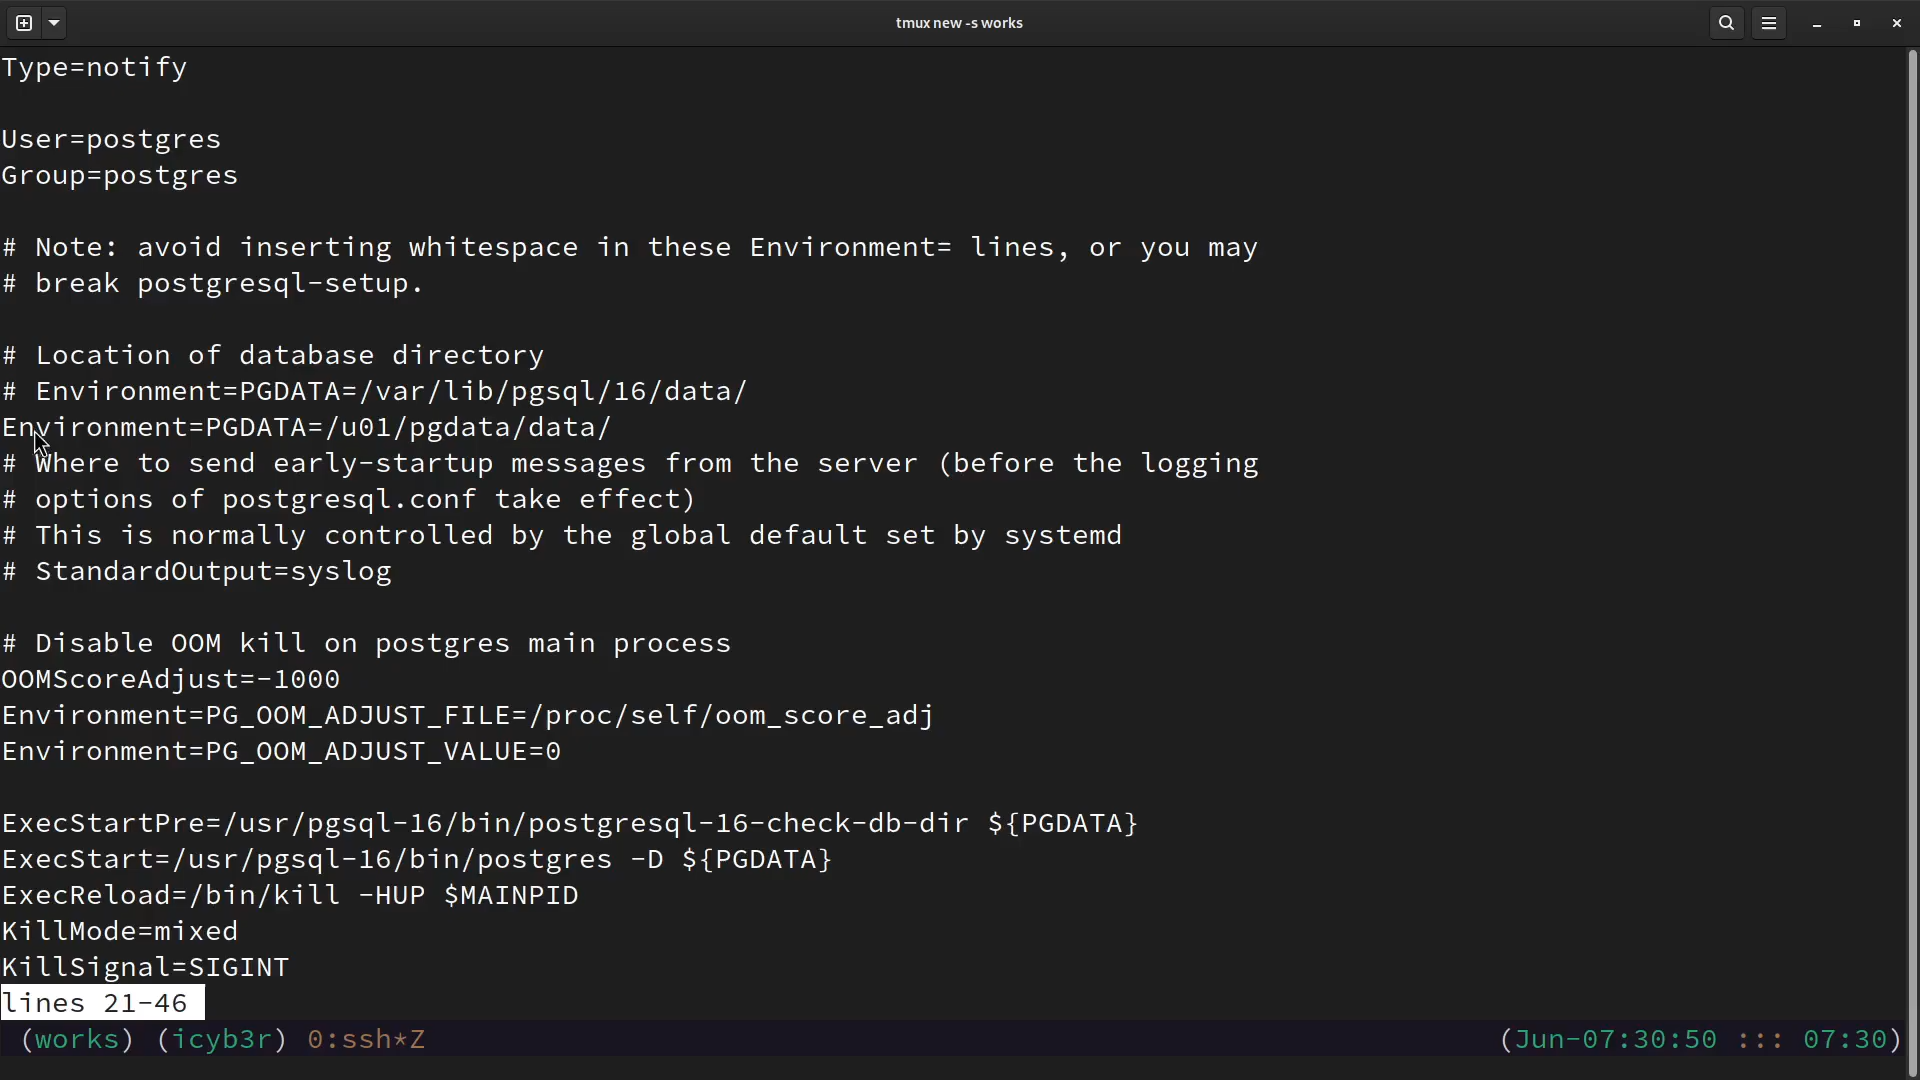 tmux new -s works
Type=notify
User=postgres
Group=postgres
# Note: avoid inserting whitespace in these Environment= lines, or you may
# break postgresql-setup.
# Location of database directory
# Environment=PGDATA=/var/lib/pgsql/16/data/
Environment=PGDATA=/u01/pgdata/data/
# Where to send early-startup messages from the server (before the logging
# options of postgresql.conf take effect)
# This is normally controlled by the global default set by systemd
# StandardOutput=syslog
# Disable OOM kill on postgres main process
OOMScoreAdjust=-1000
Environment=PG_OOM_ADJUST_FILE=/proc/self/oom_score_adj
Environment=PG_OOM_ADJUST_VALUE=0
ExecStartPre=/usr/pgsql-16/bin/postgresql-16-check-db-dir ${PGDATA}
ExecStart=/usr/pgsql-16/bin/postgres -D ${PGDATA}
ExecReload=/bin/kill -HUP $MAINPID
KillMode=mixed
KillSignal=SIGINT
lines 21-46
(works) (icyb3r) 0:ssh*Z (Jun-07:30:50 ::: 07:30)